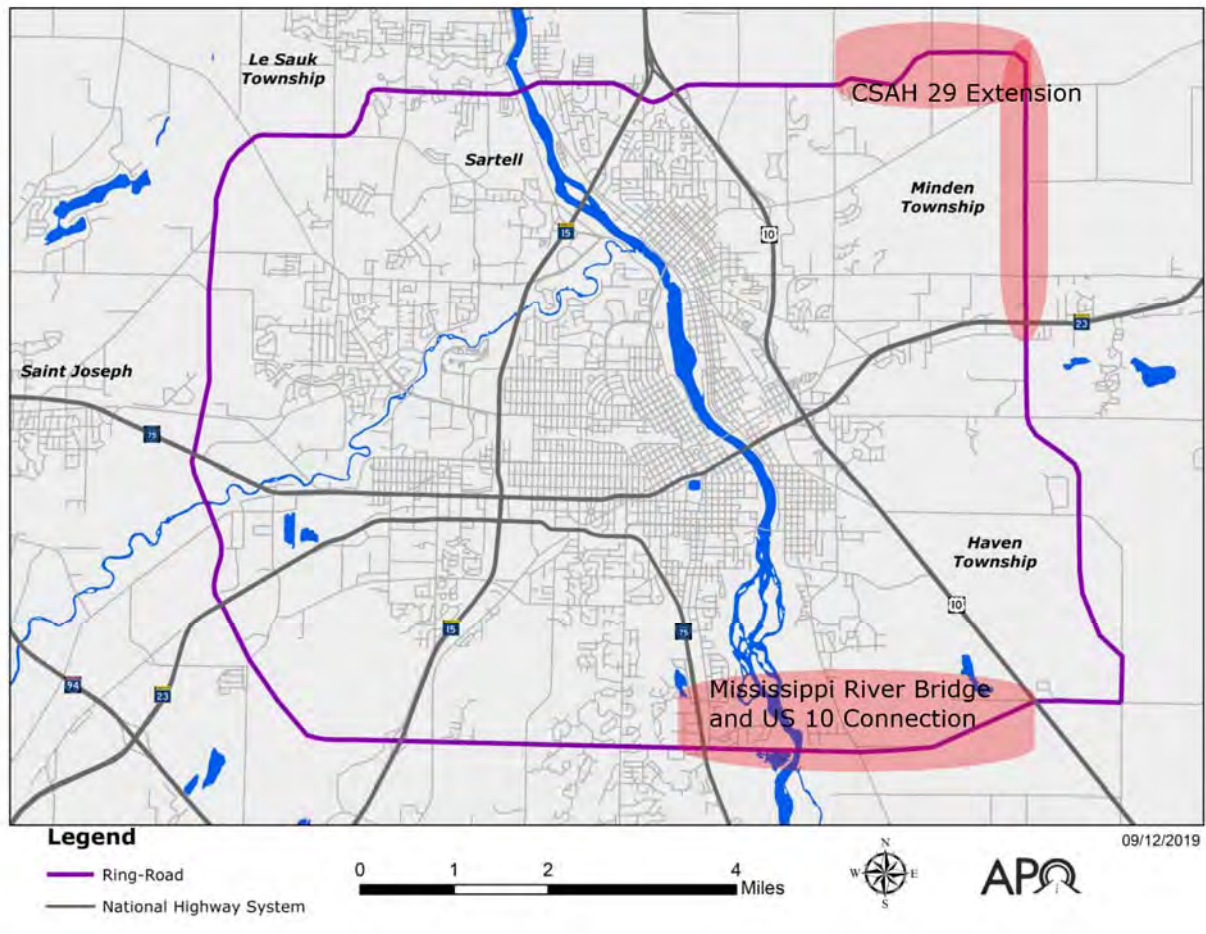 Le Sauk
Township
CSAH 29 Extension
Sartell
Minden
Township
15
10
23
Saint Joseph
75
Haven
Township
10
15
75
94
23
Mississippi River Bridge
and US 10 Connection
Legend
09/12/2019
Ring-Road
National Highway System
0 1 2 4
Miles
N
W E
S
APO